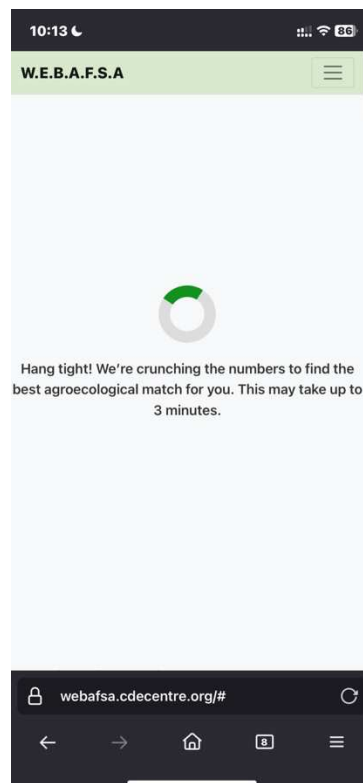 10:13
86
W.E.B.A.F.S.A
Hang tight! We're crunching the numbers to find the
best agroecological match for you. This may take up to
3 minutes.
webafsa.cdecentre.org/#
8